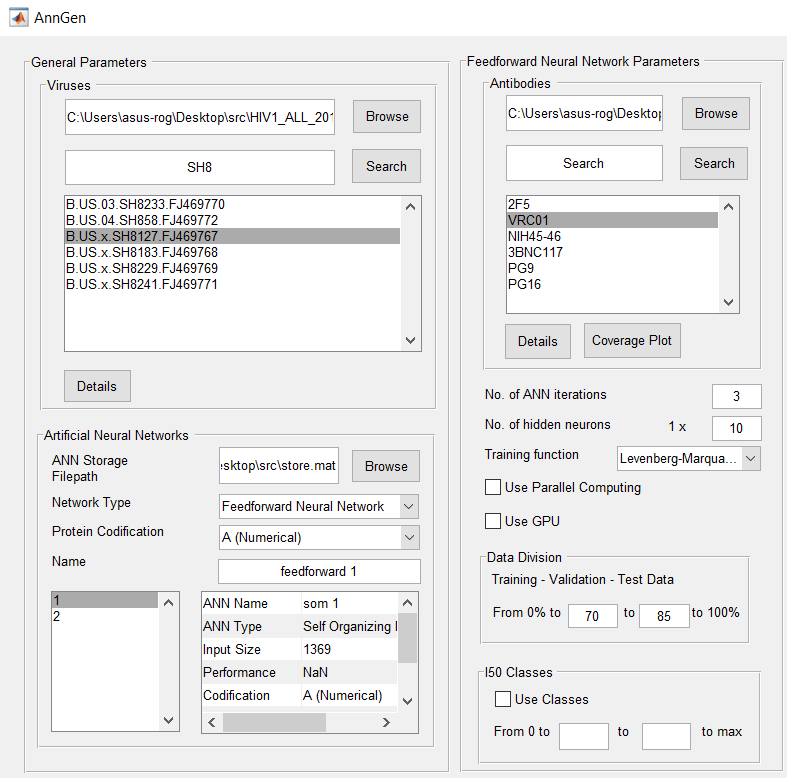 AnnGen
General Parameters
Viruses
C:\Users\asus-rog\Desktop\src\HIV1_ALL_201
Browse
SH8
Search
B.US.03.SH8233.FJ469770
B.US.04.SH858.FJ469772
B.US.x.SH8127.FJ469767
B.US.x.SH8183.FJ469768
B.US.x.SH8229.FJ469769
B.US.x.SH8241.FJ469771
Details
Artificial Neural Networks
ANN Storage
Filepath
sktop\src\store.mat
Browse
Network Type
Feedforward Neural Network
Protein Codification
A (Numerical)
Name
feedforward 1
1
2
ANN Name som 1
ANN Type Self Organizing
Input Size 1369
Performance NaN
Codification A (Numerical)
Feedforward Neural Network Parameters
Antibodies
C:\Users\asus-rog\Desktop
Browse
Search
Search
2F5
VRC01
NIH45-46
3BNC117
PG9
PG16
Details
Coverage Plot
No. of ANN iterations 3
No. of hidden neurons 1 x 10
Training function Levenberg-Marqua...
Use Parallel Computing
Use GPU
Data Division
Training - Validation - Test Data
From 0% to 70 to 85 to 100%
I50 Classes
Use Classes
From 0 to to to max